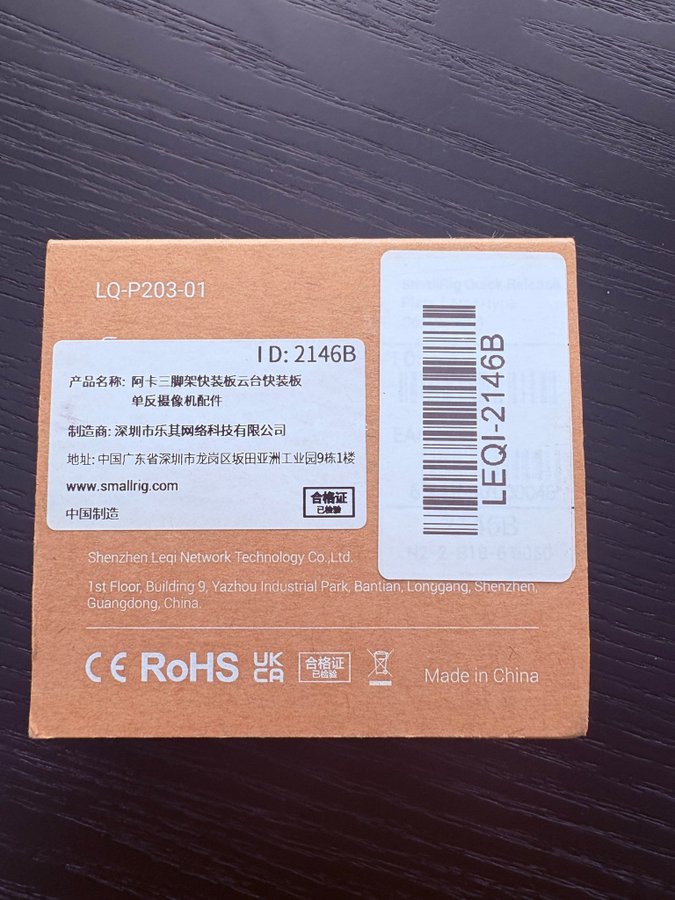 LQ-P203-01
ID: 2146B
产品名称: 阿卡三脚架快装板云台快装板
单反摄像机配件
制造商: 深圳市乐其网络科技有限公司
地址: 中国广东省深圳市龙岗区坂田亚洲工业园9栋1楼
www.smallrig.com
合格证
已检验
中国制造
SmallRig Quick Release
LEQI-2146B
2146B
Shenzhen Leqi Network Technology Co.,Ltd.
1st Floor, Building 9, Yazhou Industrial Park, Bantian, Longgang, Shenzhen,
Guangdong, China.
CE RoHS UK
CA
合格证
已检验
Made in China